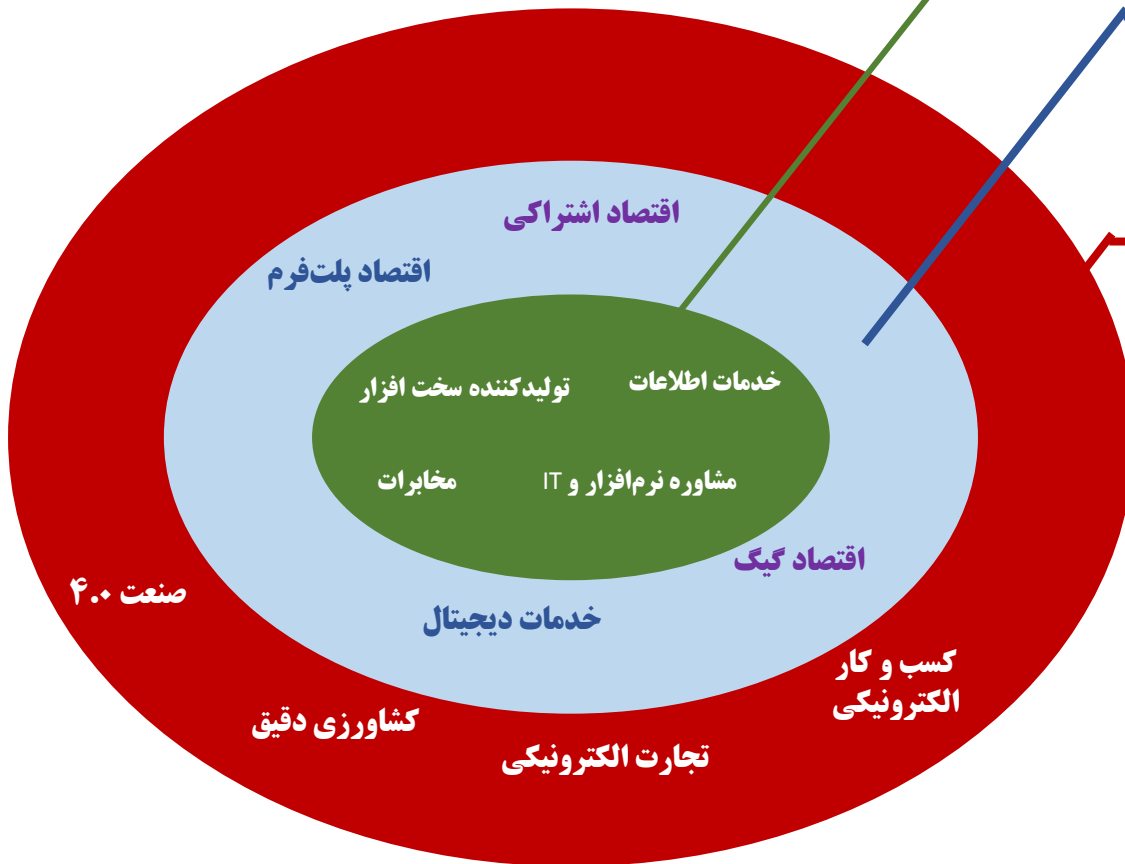 اقتصاد اشتراکی
اقتصاد پلت‌فرم
خدمات اطلاعات
تولیدکننده سخت افزار
مشاوره نرم‌افزار و IT
مخابرات
اقتصاد گیگ
خدمات دیجیتال
صنعت ۴.۰
کسب و کار
الکترونیکی
کشاورزی دقیق
تجارت الکترونیکی